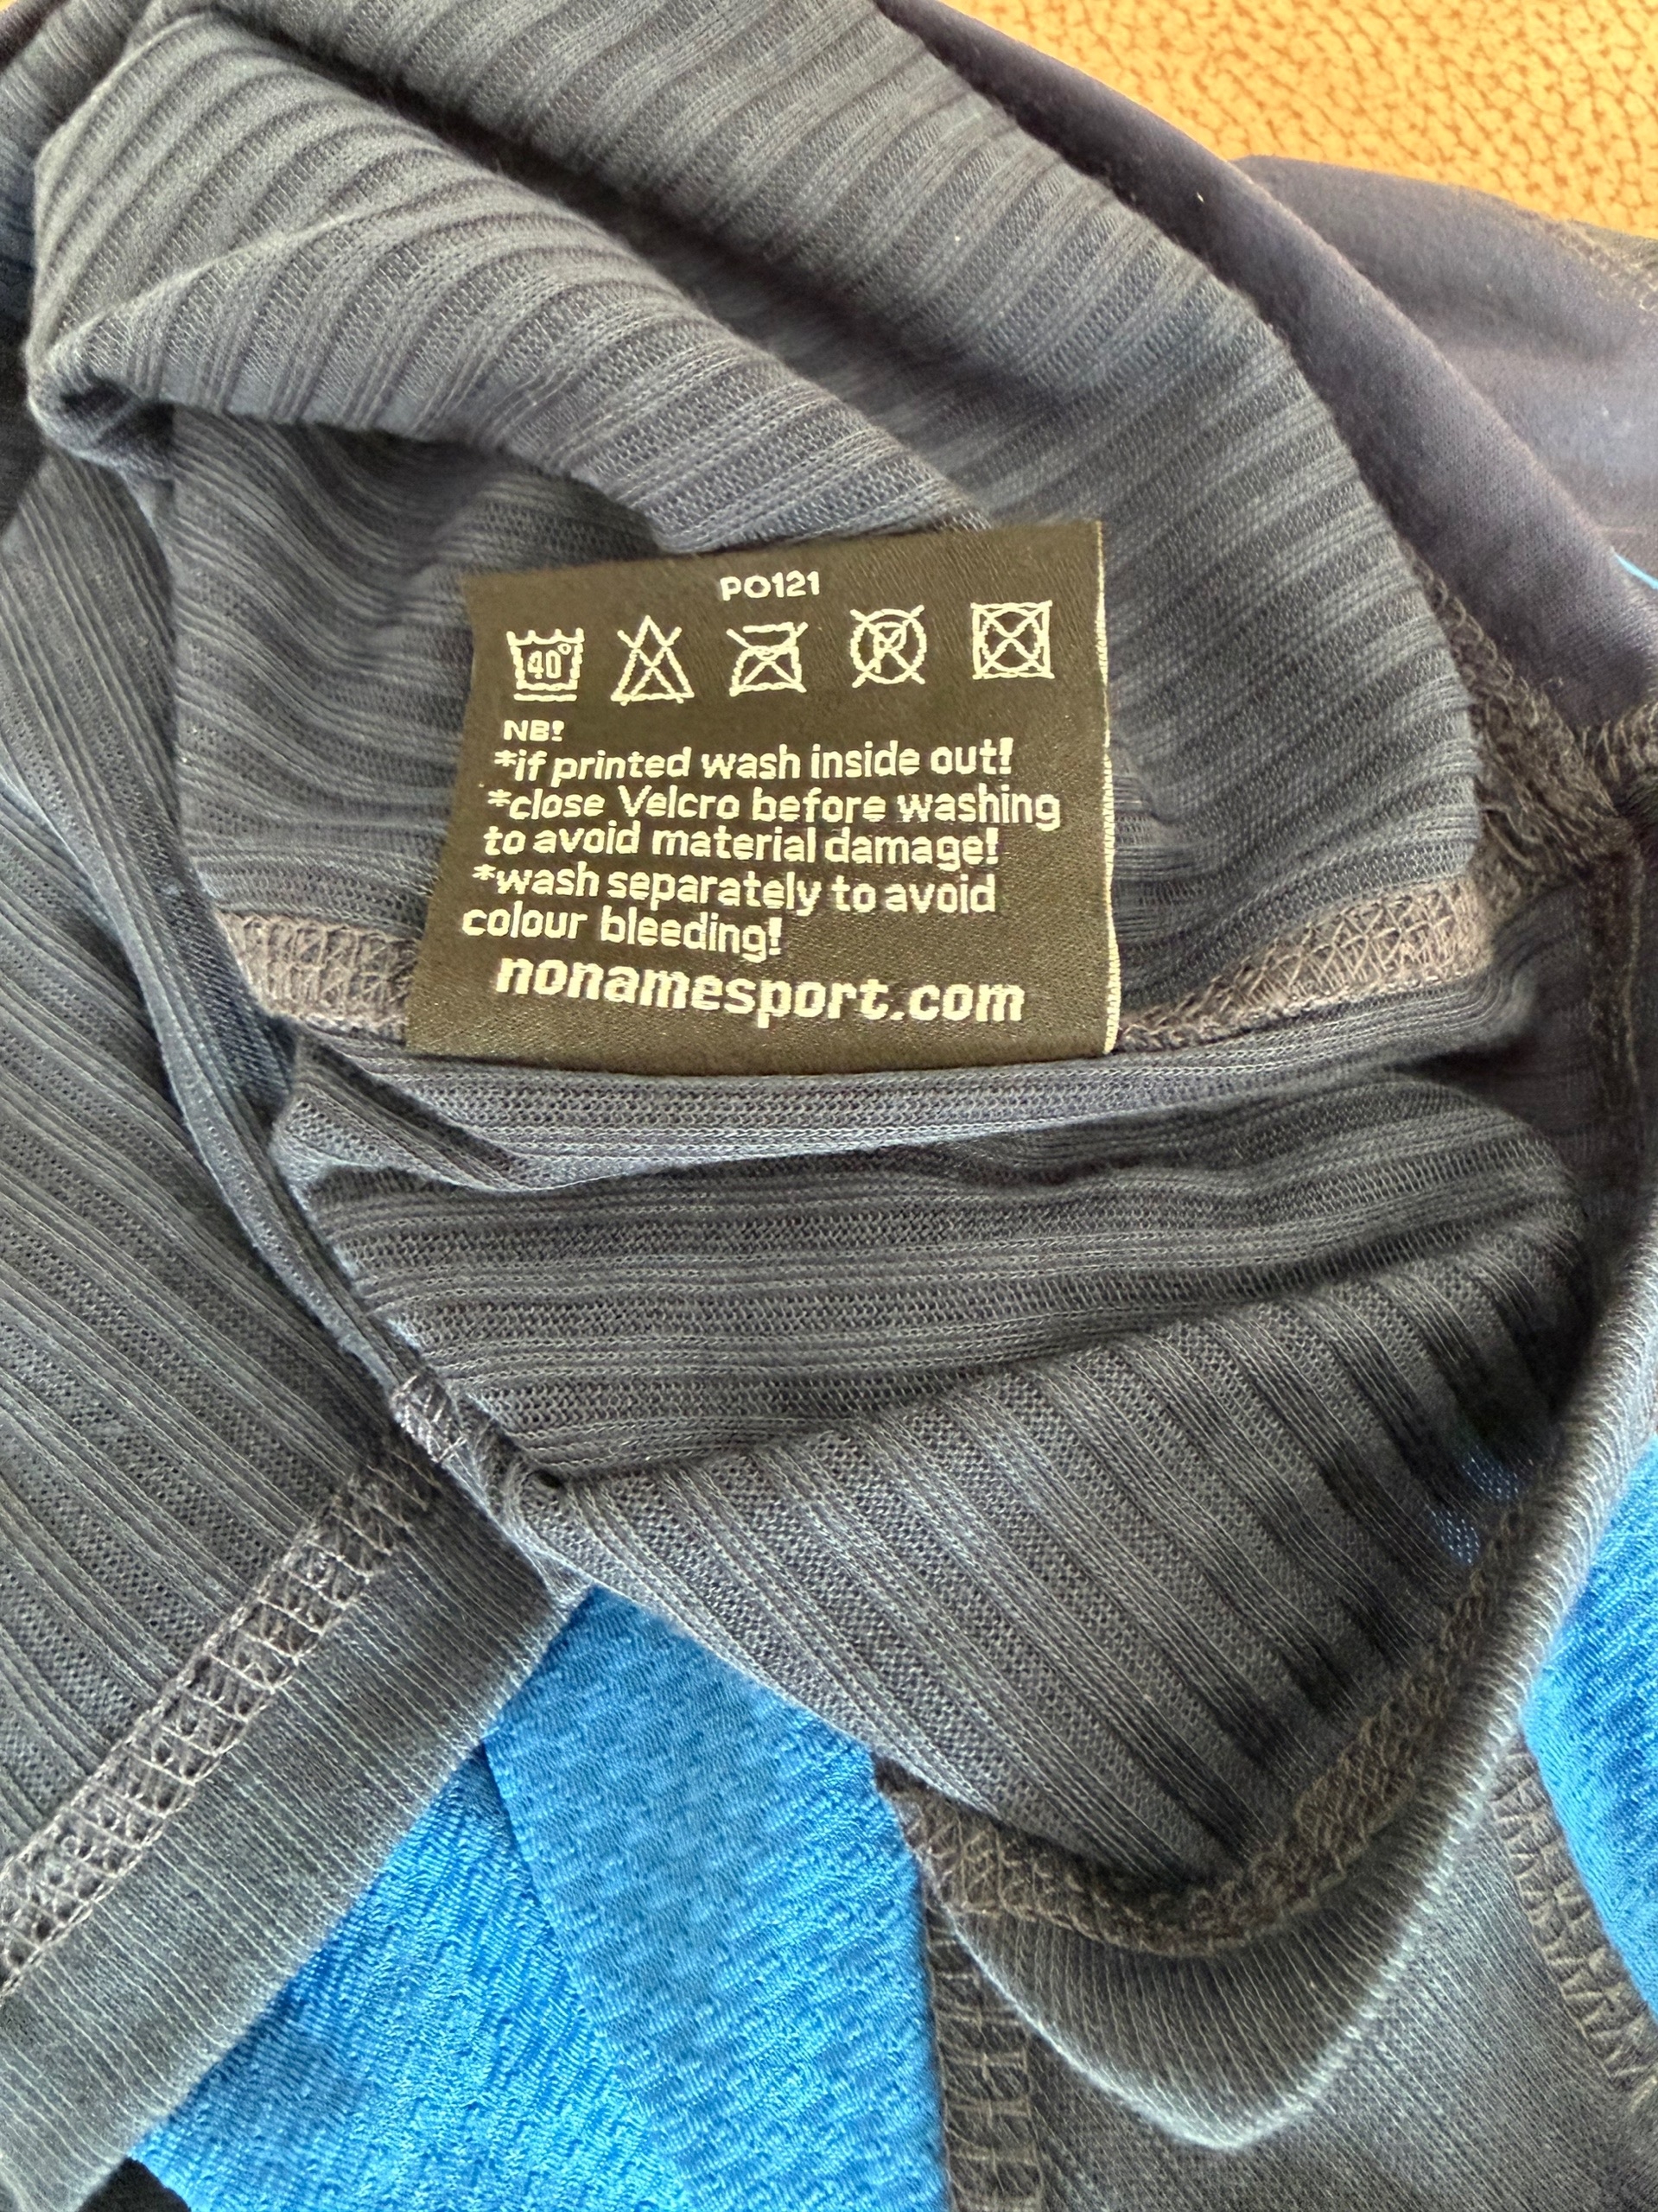 PO121
40°
P
NB!
*if printed wash inside out!
*close Velcro before washing
to avoid material damage!
*wash separately to avoid
colour bleeding!
nonamesport.com